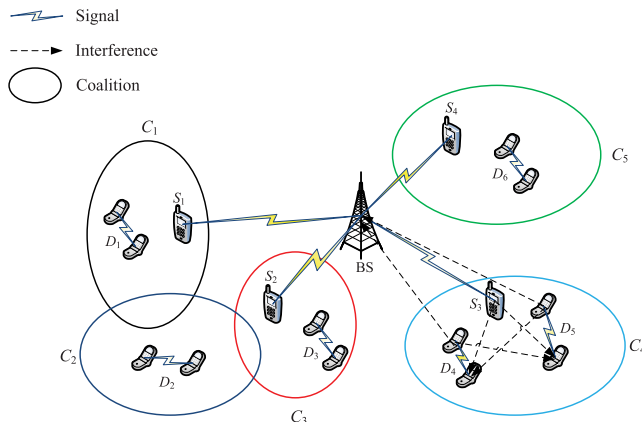 Signal
Interference
Coalition
C1
S4
C5
D6
S1
D1
BS
S2
S3
D5
C2
D3
D4
D2
C3